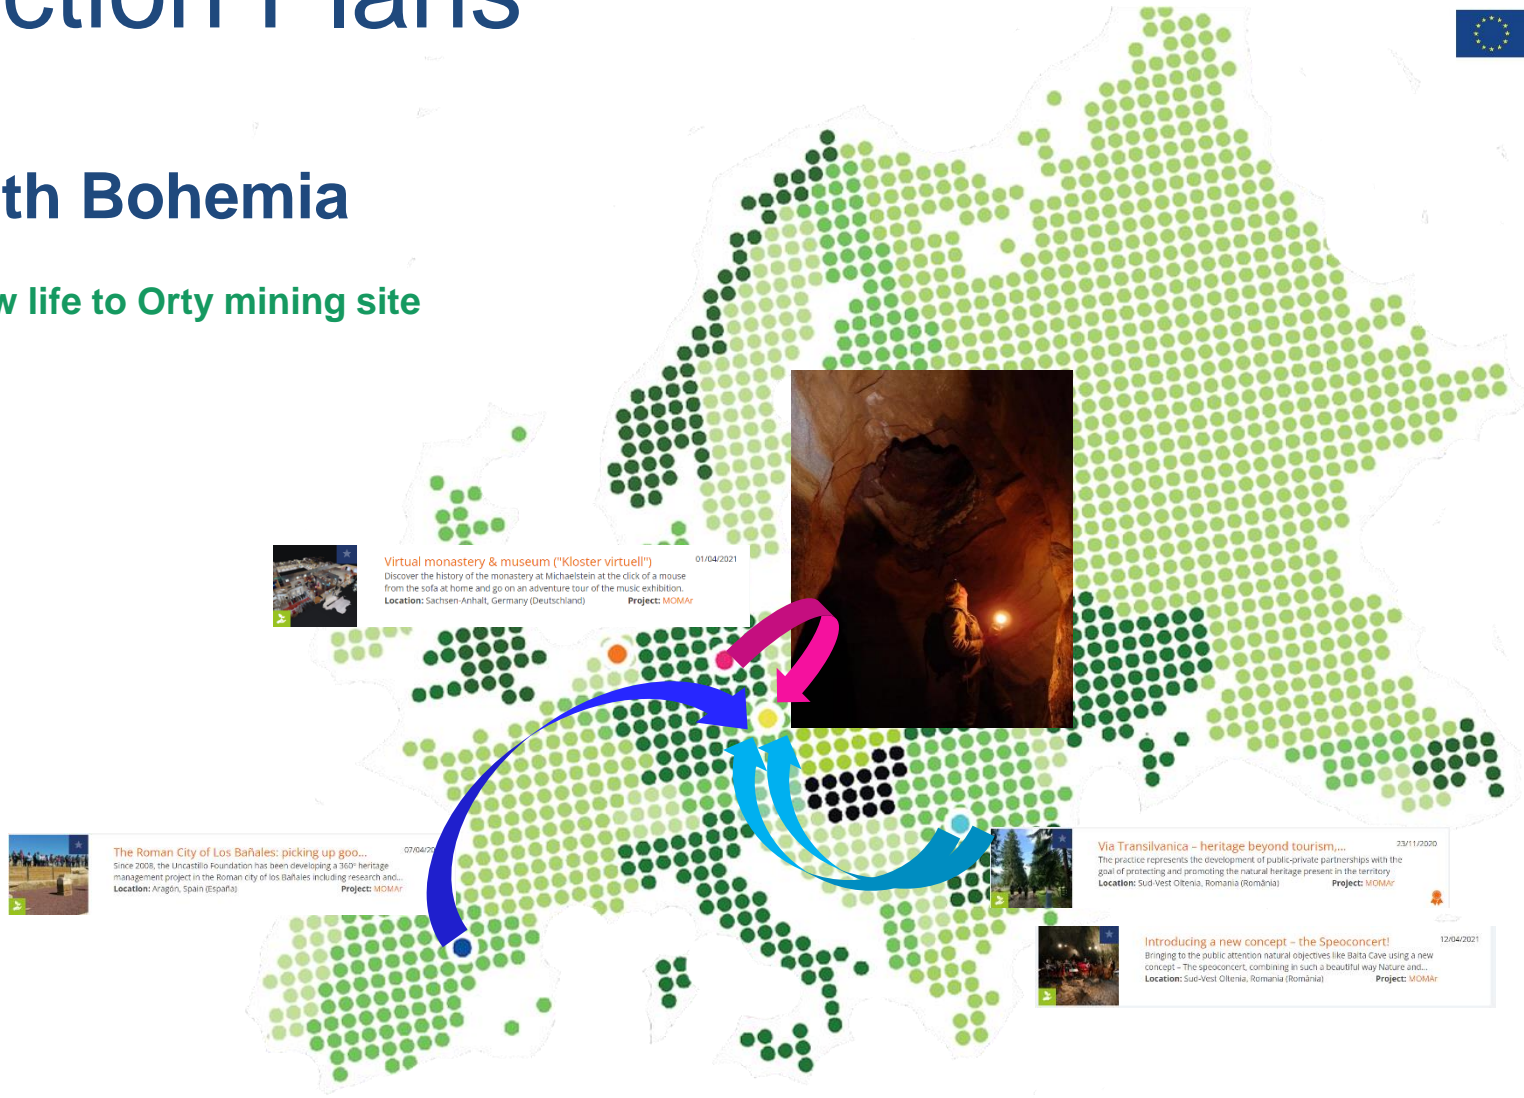 ction Plans
th Bohemia
w life to Orty mining site
Virtual monastery & museum ("Kloster virtuell") 01/04/2021
Discover the history of the monastery at Michaelstein at the click of a mouse
from the sofa at home and go on an adventure tour of the music exhibition.
Location: Sachsen-Anhalt, Germany (Deutschland) Project: MOMAr
The Roman City of Los Bañales: picking up goo... 07/04/20
Since 2008, the Uncastillo Foundation has been developing a 360º heritage
management project in the Roman city of los Bañales including research and...
Location: Aragón, Spain (España) Project: MOMAr
Via Transilvanica – heritage beyond tourism,... 23/11/2020
The practice represents the development of public-private partnerships with the
goal of protecting and promoting the natural heritage present in the territory
Location: Sud-Vest Oltenia, Romania (România) Project: MOMAr
Introducing a new concept – the Speoconcert! 12/04/2021
Bringing to the public attention natural objectives like Balta Cave using a new
concept – The speoconcert, combining in such a beautiful way Nature and...
Location: Sud-Vest Oltenia, Romania (România) Project: MOMAr